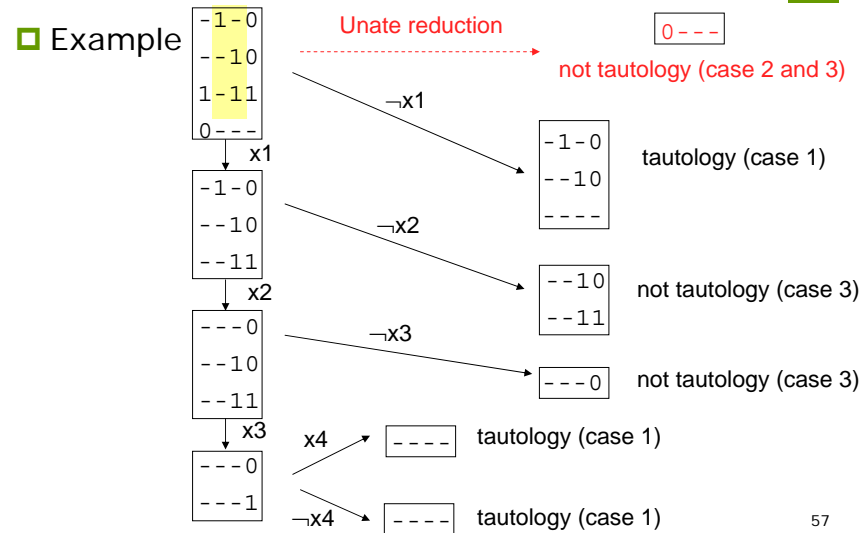 Example
-1-0
--10
1-11
0---
Unate reduction
0---
not tautology (case 2 and 3)
¬x1
x1
-1-0
--10
----
tautology (case 1)
-1-0
--10
--11
¬x2
x2
--10
--11
not tautology (case 3)
---0
--10
--11
¬x3
x3
---0
not tautology (case 3)
---0
---1
x4
----
tautology (case 1)
¬x4
----
tautology (case 1)
57